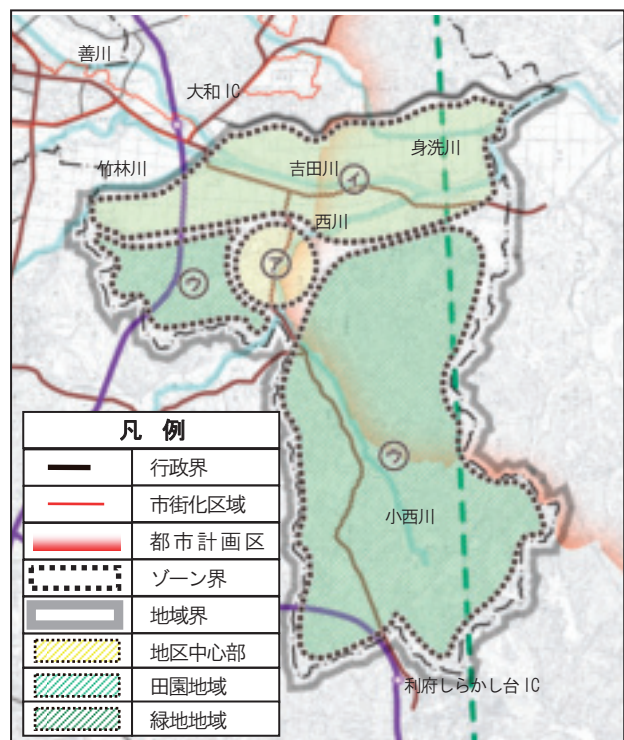 善川
大和 IC
竹林川
吉田川
身洗川
イ
西川
ア
ウ
ウ
小西川
利府しらかし台 IC
凡 例
行政界
市街化区域
都市計画区
ゾーン界
地域界
地区中心部
田園地域
緑地地域